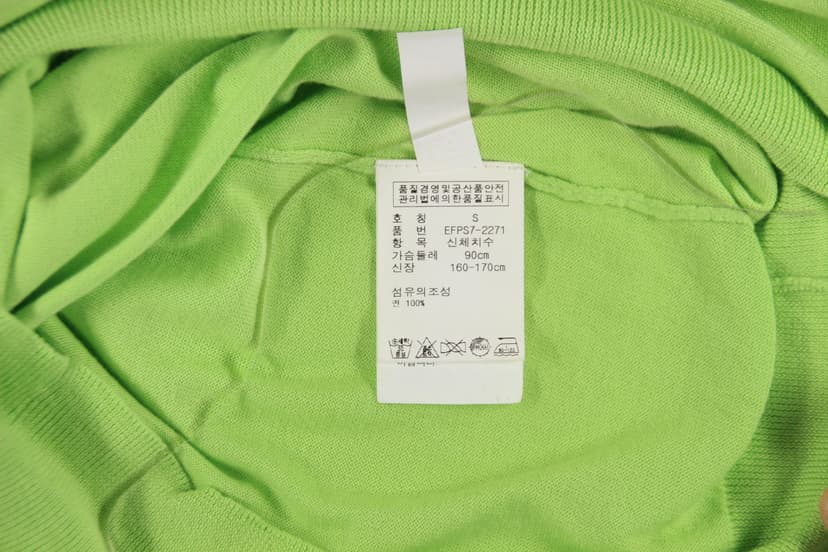 품질경영및공산품안전
관리법에의한품질표시
호 칭 S
품 번 EFPS7-2271
항 목 신체치수
가슴둘레 90cm
신장 160-170cm
섬유의조성
면 100%